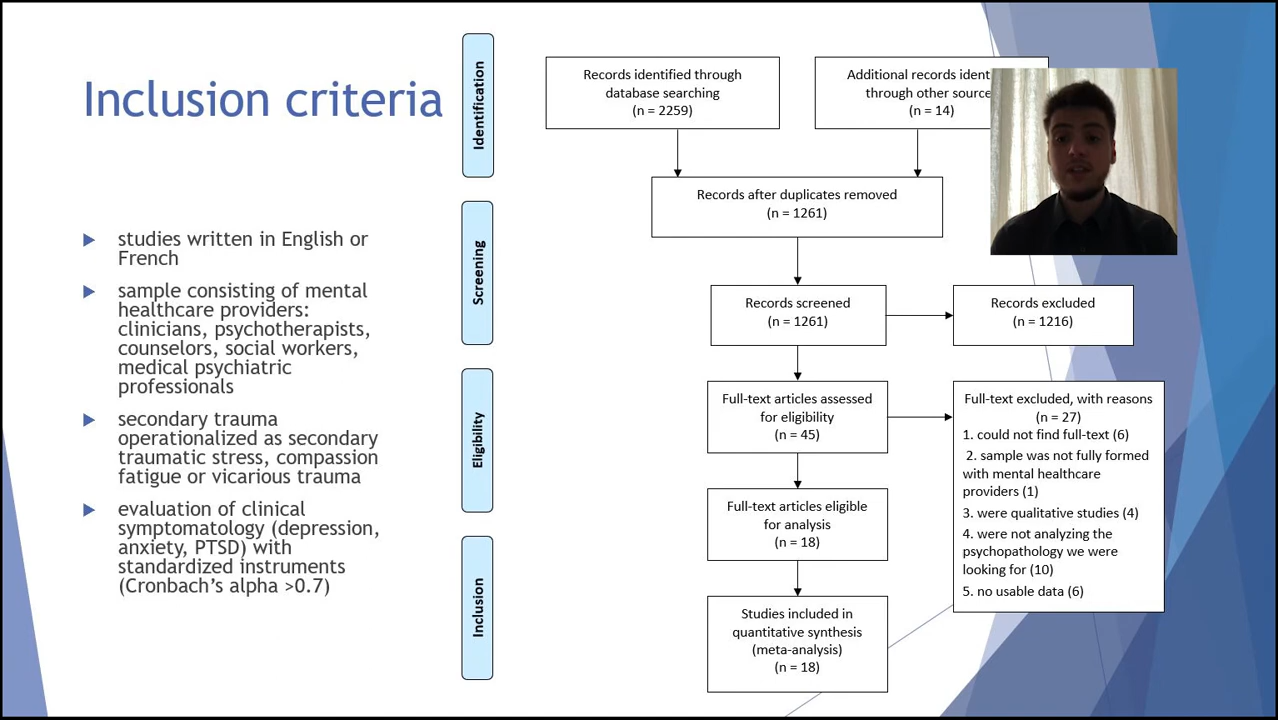 Inclusion criteria
studies written in English or
French
sample consisting of mental
healthcare providers:
clinicians, psychotherapists,
counselors, social workers,
medical psychiatric
professionals
secondary trauma
operationalized as secondary
traumatic stress, compassion
fatigue or vicarious trauma
evaluation of clinical
symptomatology (depression,
anxiety, PTSD) with
standardized instruments
(Cronbach’s alpha >0.7)
Identification
Screening
Eligibility
Inclusion
Records identified through
database searching
(n = 2259)
Additional records
through other
(n = 14)
Records after duplicates removed
(n = 1261)
Records screened
(n = 1261)
Records excluded
(n = 1216)
Full-text articles assessed
for eligibility
(n = 45)
Full-text excluded, with reasons
(n = 27)
1. could not find full-text (6)
2. sample was not fully formed
with mental healthcare
providers (1)
3. were qualitative studies (4)
4. were not analyzing the
psychopathology we were
looking for (10)
5. no usable data (6)
Full-text articles eligible
for analysis
(n = 18)
Studies included in
quantitative synthesis
(meta-analysis)
(n = 18)